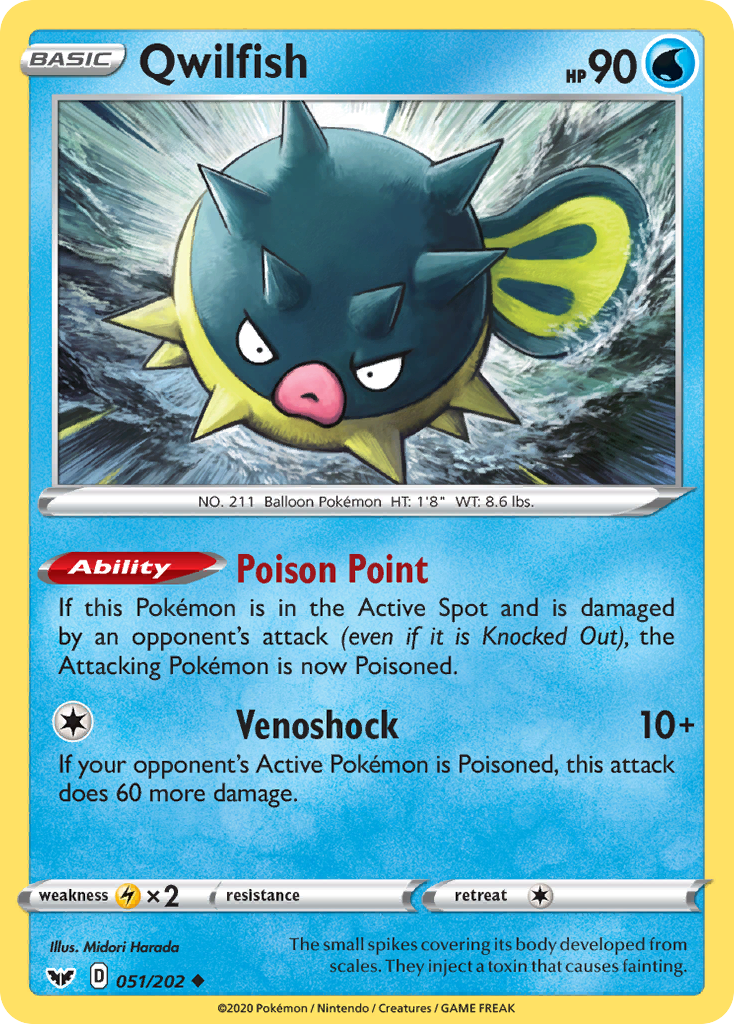 BASIC Qwilfish HP 90
NO. 211 Balloon Pokémon HT: 1'8" WT: 8.6 lbs.
Ability Poison Point
If this Pokémon is in the Active Spot and is damaged
by an opponent's attack (even if it is Knocked Out), the
Attacking Pokémon is now Poisoned.
Venoshock 10+
If your opponent's Active Pokémon is Poisoned, this attack
does 60 more damage.
weakness ×2 resistance retreat
Illus. Midori Harada
The small spikes covering its body developed from
scales. They inject a toxin that causes fainting.
D 051/202
©2020 Pokémon / Nintendo / Creatures / GAME FREAK